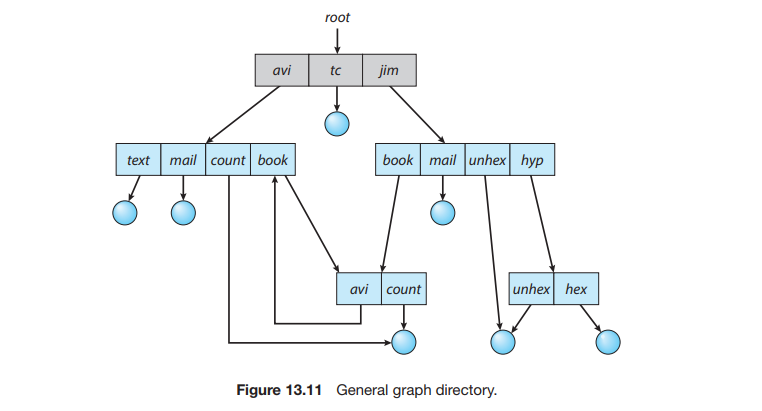 root
avi tc jim
text mail count book
book mail unhex hyp
avi count
unhex hex
Figure 13.11 General graph directory.